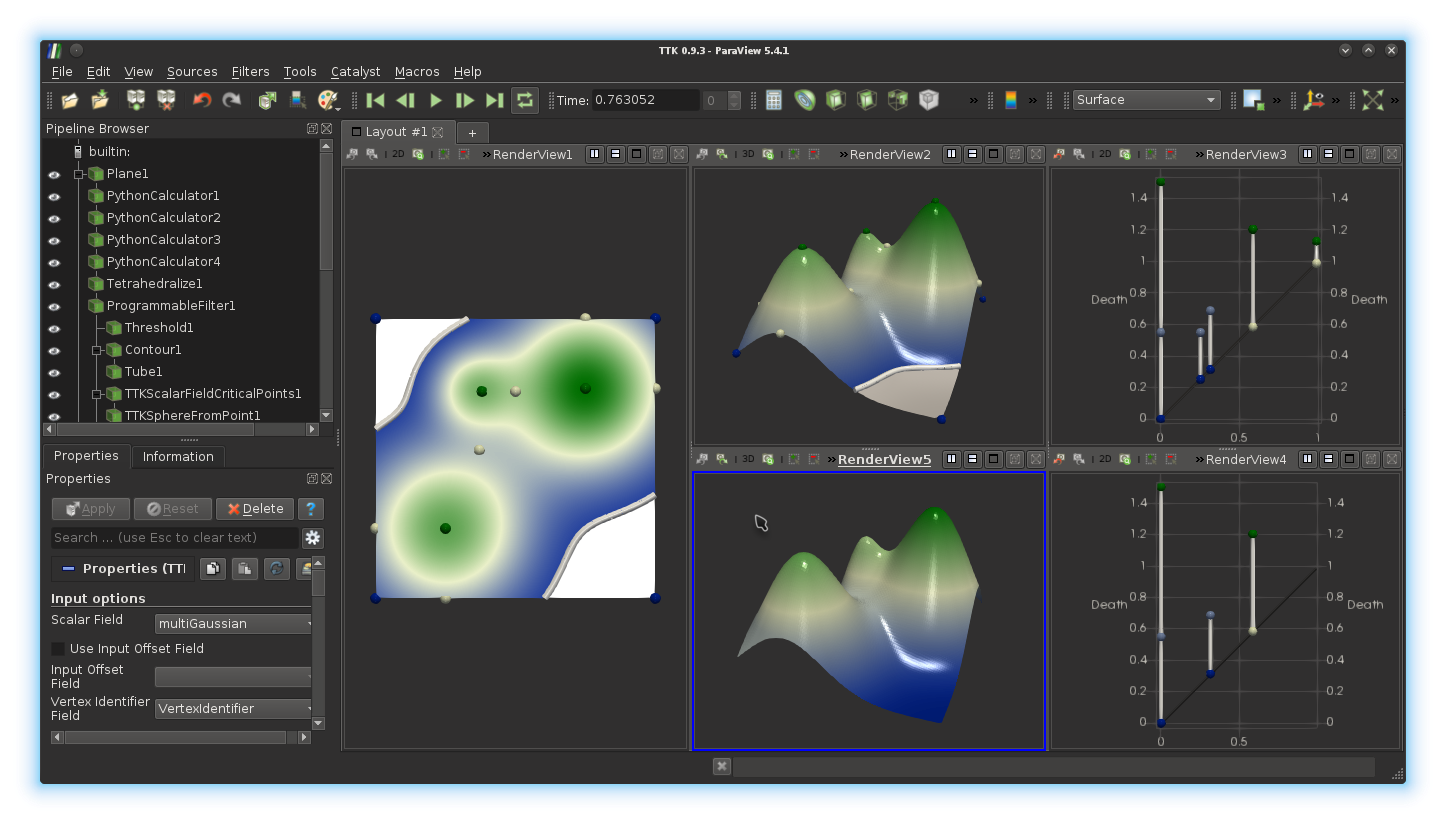 TTK 0.9.3 - ParaView 5.4.1
File Edit View Sources Filters Tools Catalyst Macros Help
Time: 0.763052 0 » » Surface » » »
Pipeline Browser
builtin:
Plane1
PythonCalculator1
PythonCalculator2
PythonCalculator3
PythonCalculator4
Tetrahedralize1
ProgrammableFilter1
Threshold1
Contour1
Tube1
TTKScalarFieldCriticalPoints1
TTKSphereFromPoint1
Properties Information
Properties
Apply Reset Delete ?
Search ... (use Esc to clear text)
Properties (TTI
Input options
Scalar Field multiGaussian
Use Input Offset Field
Input Offset
Field
Vertex Identifier
Field VertexIdentifier
Layout #1 +
2D » RenderView1
3D » RenderView2
2D » RenderView3
1.4 1.4
1.2 1.2
1 1
Death 0.8 0.8 Death
0.6 0.6
0.4 0.4
0.2 0.2
0 0
0 0.5 1
3D » RenderView5
2D » RenderView4
1.4 1.4
1.2 1.2
1 1
0.8 0.8
Death Death
0.6 0.6
0.4 0.4
0.2 0.2
0 0
0 0.5